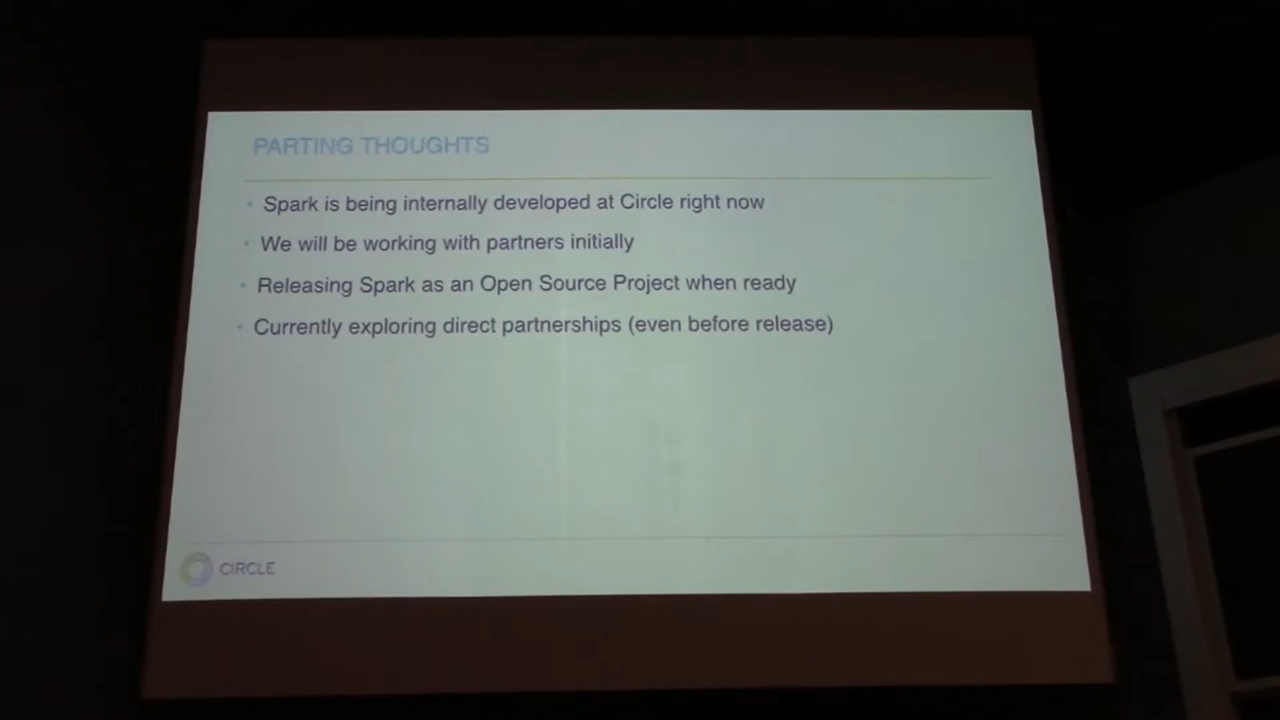 PARTING THOUGHTS
Spark is being internally developed at Circle right now
We will be working with partners initially
Releasing Spark as an Open Source Project when ready
Currently exploring direct partnerships (even before release)
CIRCLE